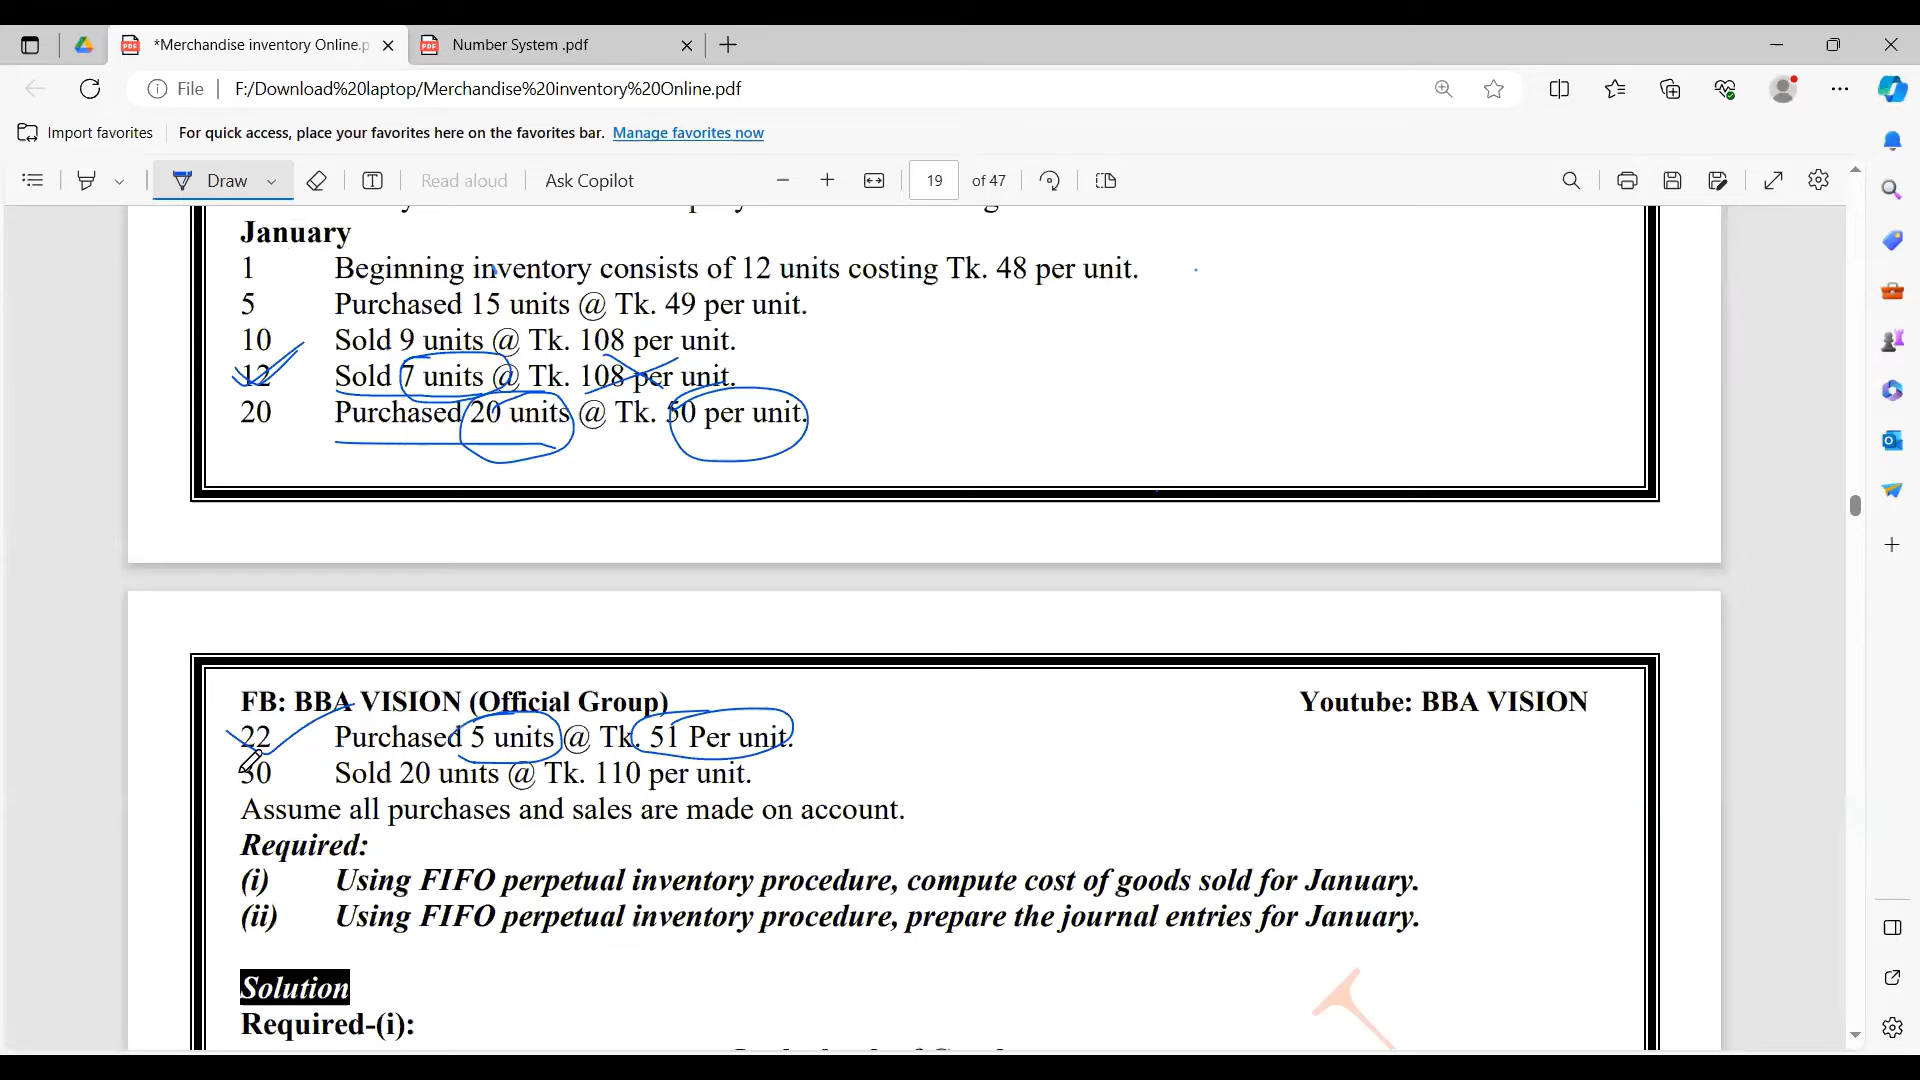 *Merchandise inventory Online.p
Number System .pdf
File
F:/Download%20laptop/Merchandise%20inventory%20Online.pdf
Import favorites
For quick access, place your favorites here on the favorites bar. Manage favorites now
Draw
Read aloud
Ask Copilot
19
of 47
January
1 Beginning inventory consists of 12 units costing Tk. 48 per unit.
5 Purchased 15 units @ Tk. 49 per unit.
10 Sold 9 units @ Tk. 108 per unit.
12 Sold 7 units @ Tk. 108 per unit.
20 Purchased 20 units @ Tk. 50 per unit.
FB: BBA VISION (Official Group)
Youtube: BBA VISION
22 Purchased 5 units @ Tk. 51 Per unit.
30 Sold 20 units @ Tk. 110 per unit.
Assume all purchases and sales are made on account.
Required:
(i) Using FIFO perpetual inventory procedure, compute cost of goods sold for January.
(ii) Using FIFO perpetual inventory procedure, prepare the journal entries for January.
Solution
Required-(i):